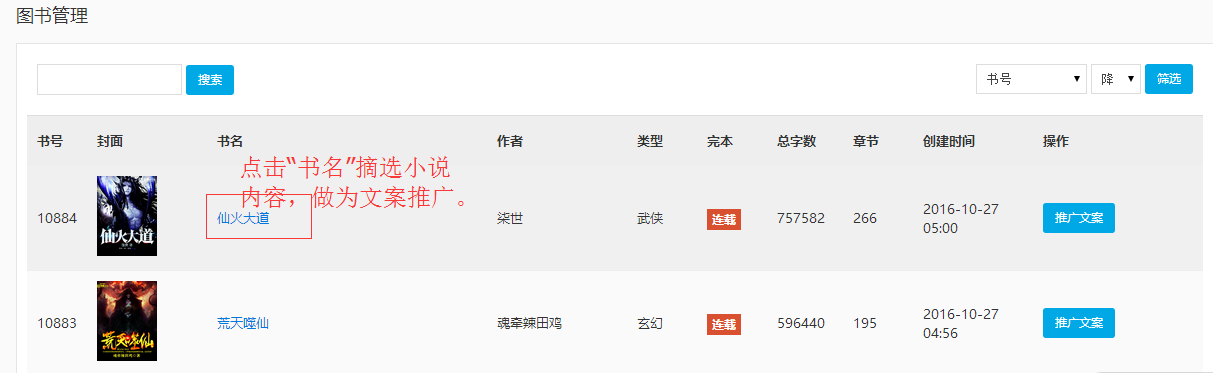 图书管理
搜索
书号 降 筛选
书号 封面 书名 作者 类型 完本 总字数 章节 创建时间 操作
点击“书名”摘选小说
内容，做为文案推广。
10884 仙火大道 仙火大道 柒世 武侠 连载 757582 266 2016-10-27 05:00 推广文案
10883 荒天噬仙 荒天噬仙 魂牵辣田鸡 玄幻 连载 596440 195 2016-10-27 04:56 推广文案